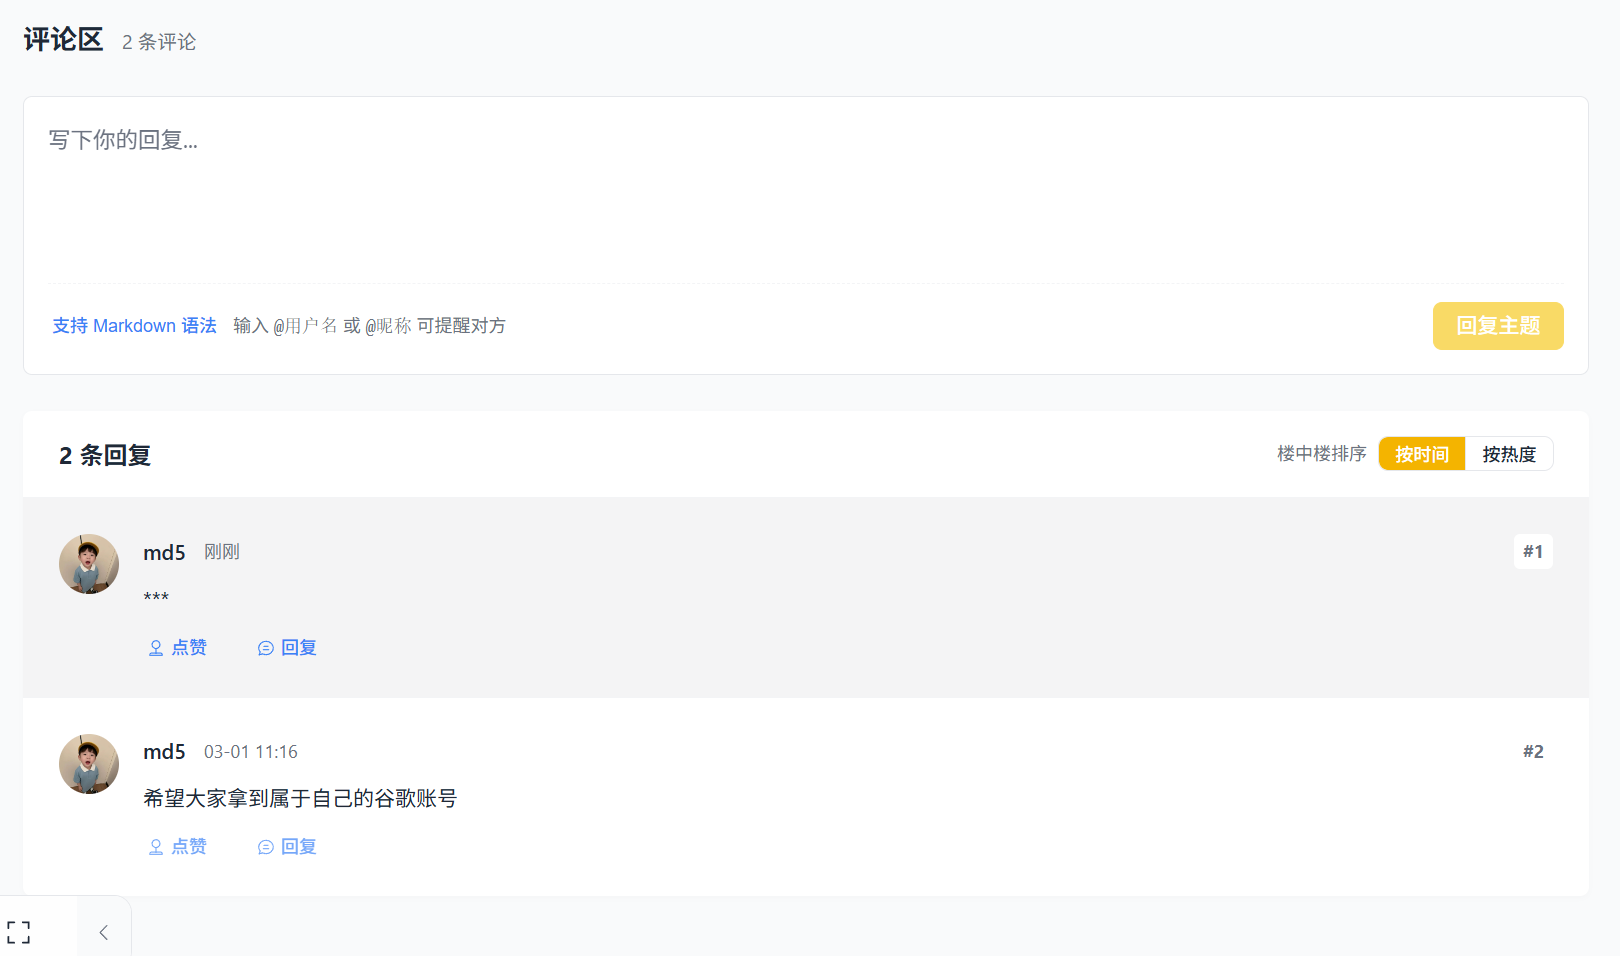 评论区 2 条评论
写下你的回复...
支持 Markdown 语法 输入 @用户名 或 @昵称 可提醒对方
回复主题
2 条回复
楼中楼排序 按时间 按热度
md5 刚刚 #1
***
点赞 回复
md5 03-01 11:16 #2
希望大家拿到属于自己的谷歌账号
点赞 回复